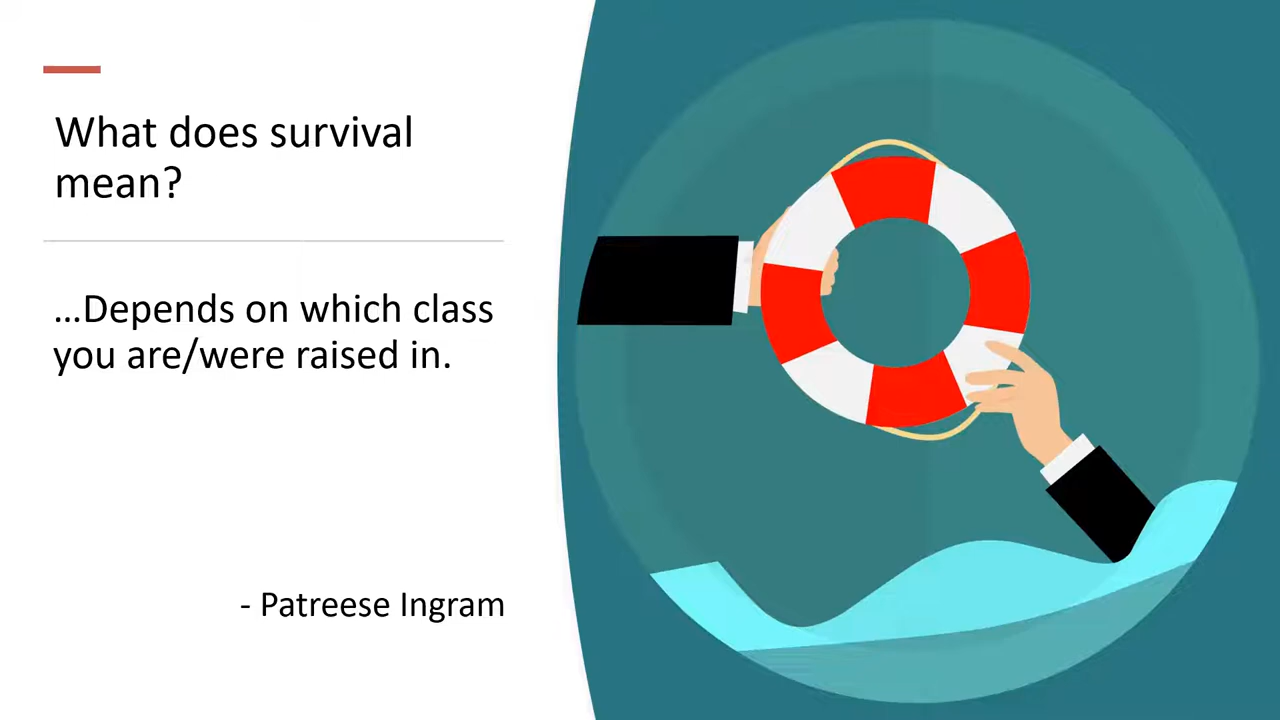 What does survival
mean?
…Depends on which class
you are/were raised in.
- Patreese Ingram